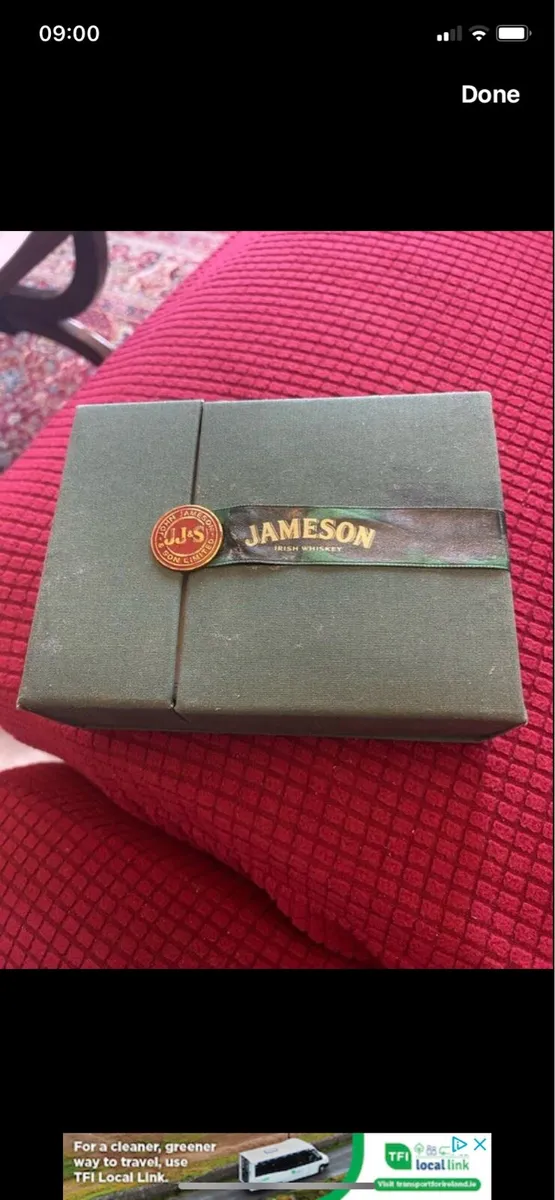 09:00
Done
JOHN JAMESON
JJ&S
& SON LIMITED
JAMESON
IRISH WHISKEY
For a cleaner, greener
way to travel, use
TFI Local Link.
TFI
local link
Visit transportforireland.ie